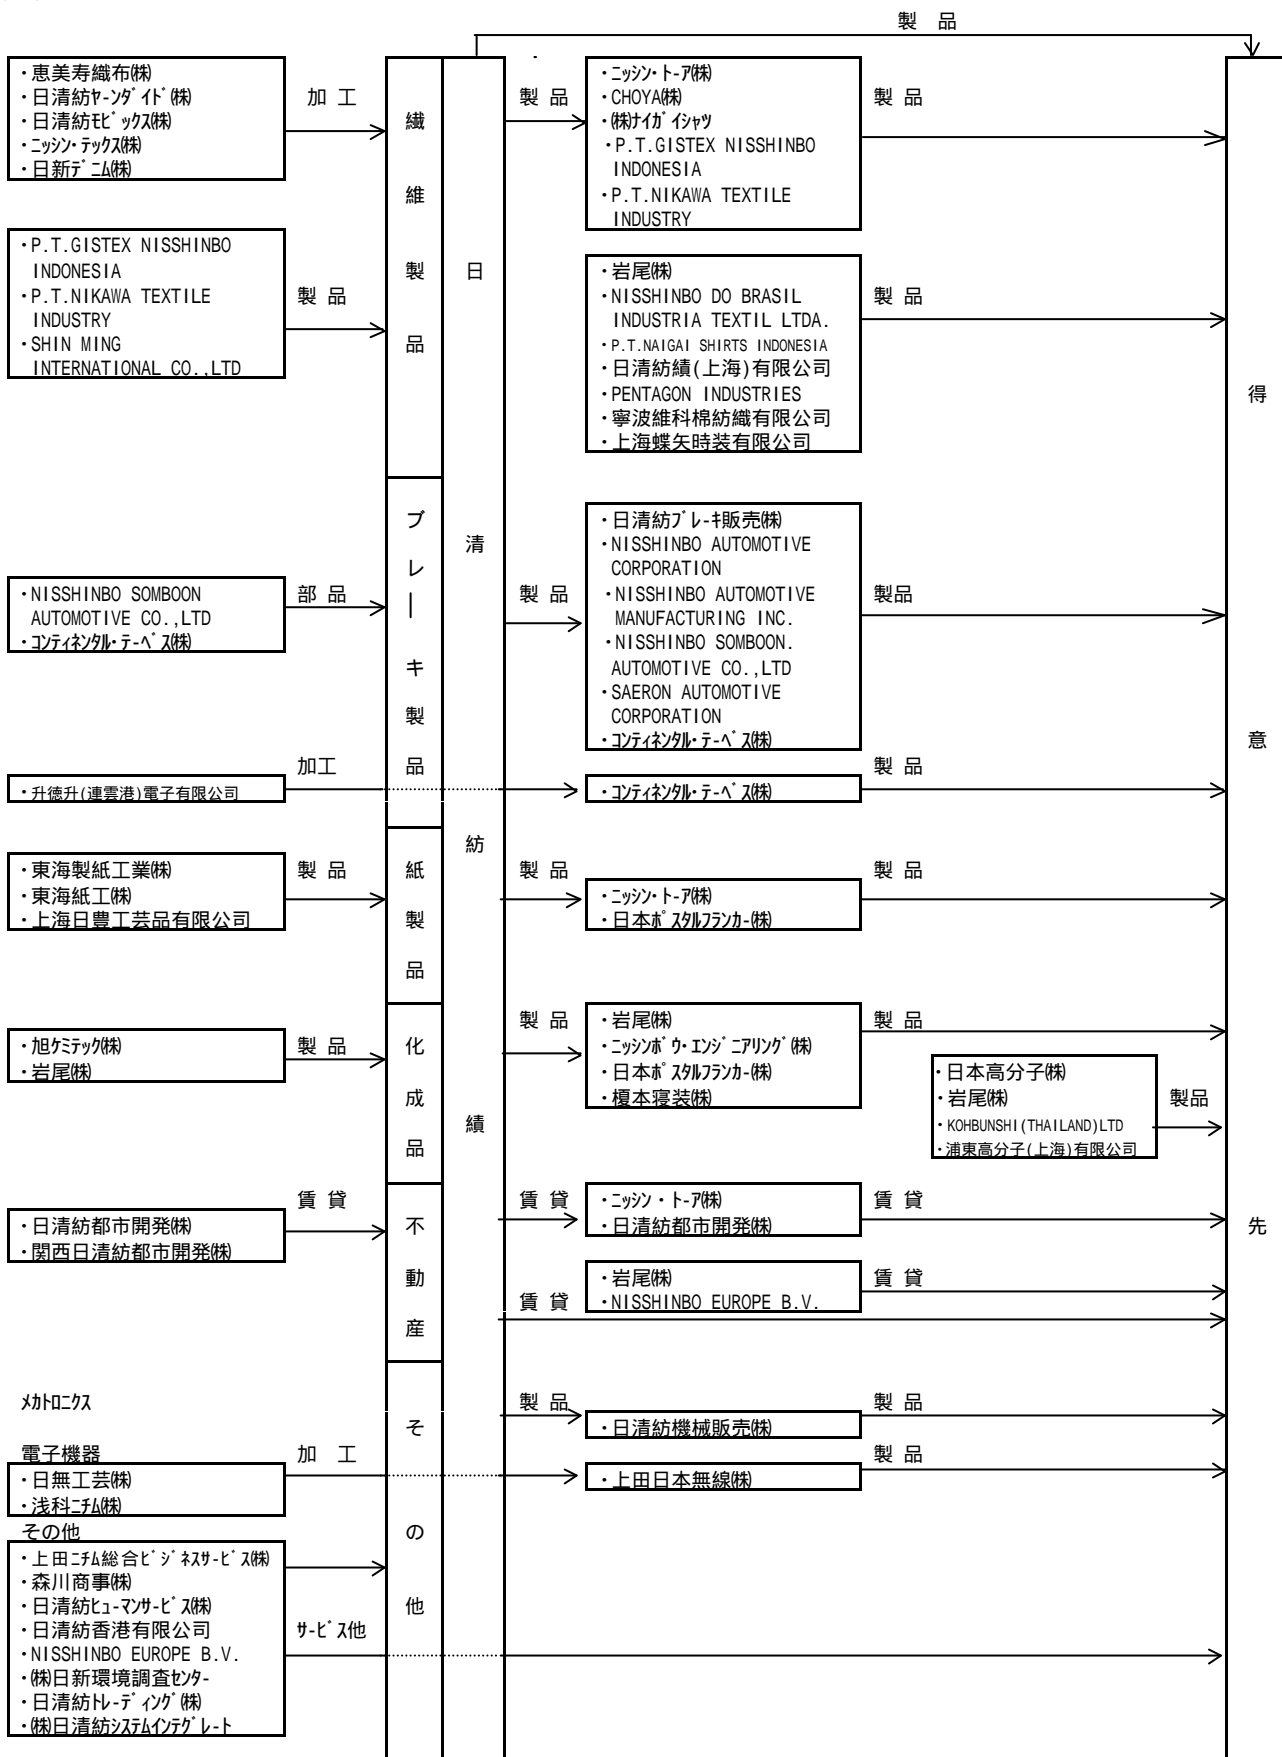 製 品
・恵美寿織布㈱
・日清紡ﾔｰﾝﾀﾞｲﾄﾞ㈱
・日清紡ﾓﾋﾞｯｸｽ㈱
・ﾆｯｼﾝ・ﾃｯｸｽ㈱
・日新ﾃﾞﾆﾑ㈱
加 工
・P.T.GISTEX NISSHINBO
INDONESIA
・P.T.NIKAWA TEXTILE
INDUSTRY
・SHIN MING
INTERNATIONAL CO.,LTD
製 品
繊維製品
日清紡績
製 品
・ﾆｯｼﾝ・ﾄｰｱ㈱
・CHOYA㈱
・㈱ﾅｲｶﾞｲｼｬﾂ
・P.T.GISTEX NISSHINBO
INDONESIA
・P.T.NIKAWA TEXTILE
INDUSTRY
製 品
・岩尾㈱
・NISSHINBO DO BRASIL
INDUSTRIA TEXTIL LTDA.
・P.T.NAIGAI SHIRTS INDONESIA
・日清紡績(上海)有限公司
・PENTAGON INDUSTRIES
・寧波維科棉紡織有限公司
・上海蝶矢時装有限公司
製 品
得意先
・NISSHINBO SOMBOON
AUTOMOTIVE CO.,LTD
・ｺﾝﾃｨﾈﾝﾀﾙ・ﾃｰﾍﾞｽ㈱
部 品
ブレーキ製品
製 品
・日清紡ﾌﾞﾚｰｷ販売㈱
・NISSHINBO AUTOMOTIVE
CORPORATION
・NISSHINBO AUTOMOTIVE
MANUFACTURING INC.
・NISSHINBO SOMBOON.
AUTOMOTIVE CO.,LTD
・SAERON AUTOMOTIVE
CORPORATION
・ｺﾝﾃｨﾈﾝﾀﾙ・ﾃｰﾍﾞｽ㈱
製品
・升徳升(連雲港)電子有限公司
加工
・ｺﾝﾃｨﾈﾝﾀﾙ・ﾃｰﾍﾞｽ㈱
製 品
・東海製紙工業㈱
・東海紙工㈱
・上海日豊工芸品有限公司
製 品
紙製品
製 品
・ﾆｯｼﾝ・ﾄｰｱ㈱
・日本ﾎﾟｽﾀﾙﾌﾗﾝｶｰ㈱
製 品
・旭ｹﾐﾃｯｸ㈱
・岩尾㈱
製 品
化成品
製 品
・岩尾㈱
・ﾆｯｼﾝﾎﾞｳ・ｴﾝｼﾞﾆｱﾘﾝｸﾞ㈱
・日本ﾎﾟｽﾀﾙﾌﾗﾝｶｰ㈱
・榎本寝装㈱
製 品
・日本高分子㈱
・岩尾㈱
・KOHBUNSHI(THAILAND)LTD
・浦東高分子(上海)有限公司
製品
・日清紡都市開発㈱
・関西日清紡都市開発㈱
賃 貸
不動産
賃 貸
・ﾆｯｼﾝ・ﾄｰｱ㈱
・日清紡都市開発㈱
賃 貸
・岩尾㈱
・NISSHINBO EUROPE B.V.
賃 貸
賃 貸
その他
ﾒｶﾄﾛﾆｸｽ
製 品
・日清紡機械販売㈱
製 品
電子機器
・日無工芸㈱
・浅科ﾆﾁﾑ㈱
加 工
・上田日本無線㈱
製 品
その他
・上田ﾆﾁﾑ総合ﾋﾞｼﾞﾈｽｻｰﾋﾞｽ㈱
・森川商事㈱
・日清紡ﾋｭｰﾏﾝｻｰﾋﾞｽ㈱
・日清紡香港有限公司
・NISSHINBO EUROPE B.V.
・㈱日新環境調査ｾﾝﾀｰ
・日清紡ﾄﾚｰﾃﾞｨﾝｸﾞ㈱
・㈱日清紡ｼｽﾃﾑｲﾝﾃｸﾞﾚｰﾄ
ｻｰﾋﾞｽ他